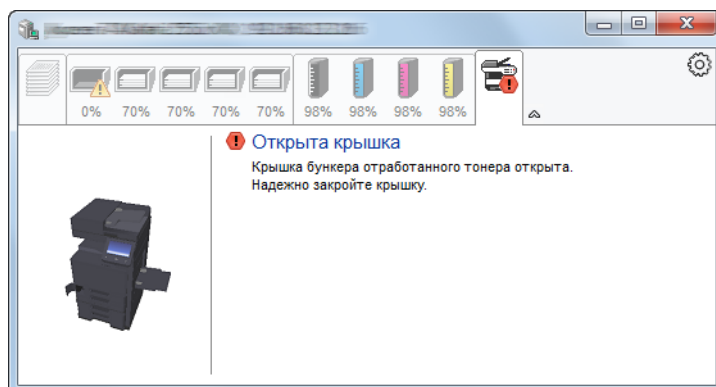 0% 70% 70% 70% 70% 98% 98% 98% 98%
Открыта крышка
Крышка бункера отработанного тонера открыта.
Надежно закройте крышку.